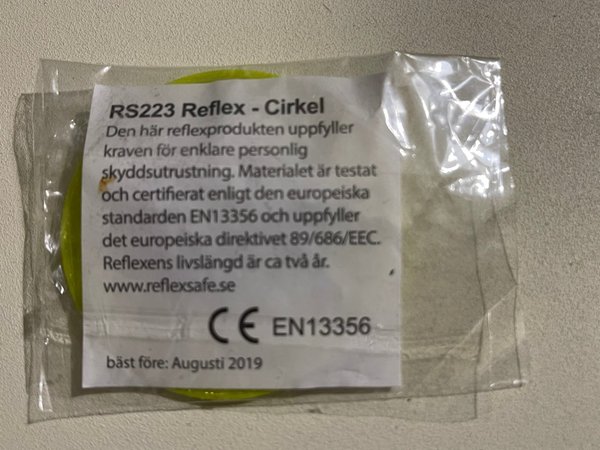 RS223 Reflex - Cirkel
Den här reflexprodukten uppfyller
kraven för enklare personlig
skyddsutrustning. Materialet är testat
och certifierat enligt den europeiska
standarden EN13356 och uppfyller
det europeiska direktivet 89/686/EEC.
Reflexens livslängd är ca två år.
www.reflexsafe.se
CE EN13356
bäst före: Augusti 2019